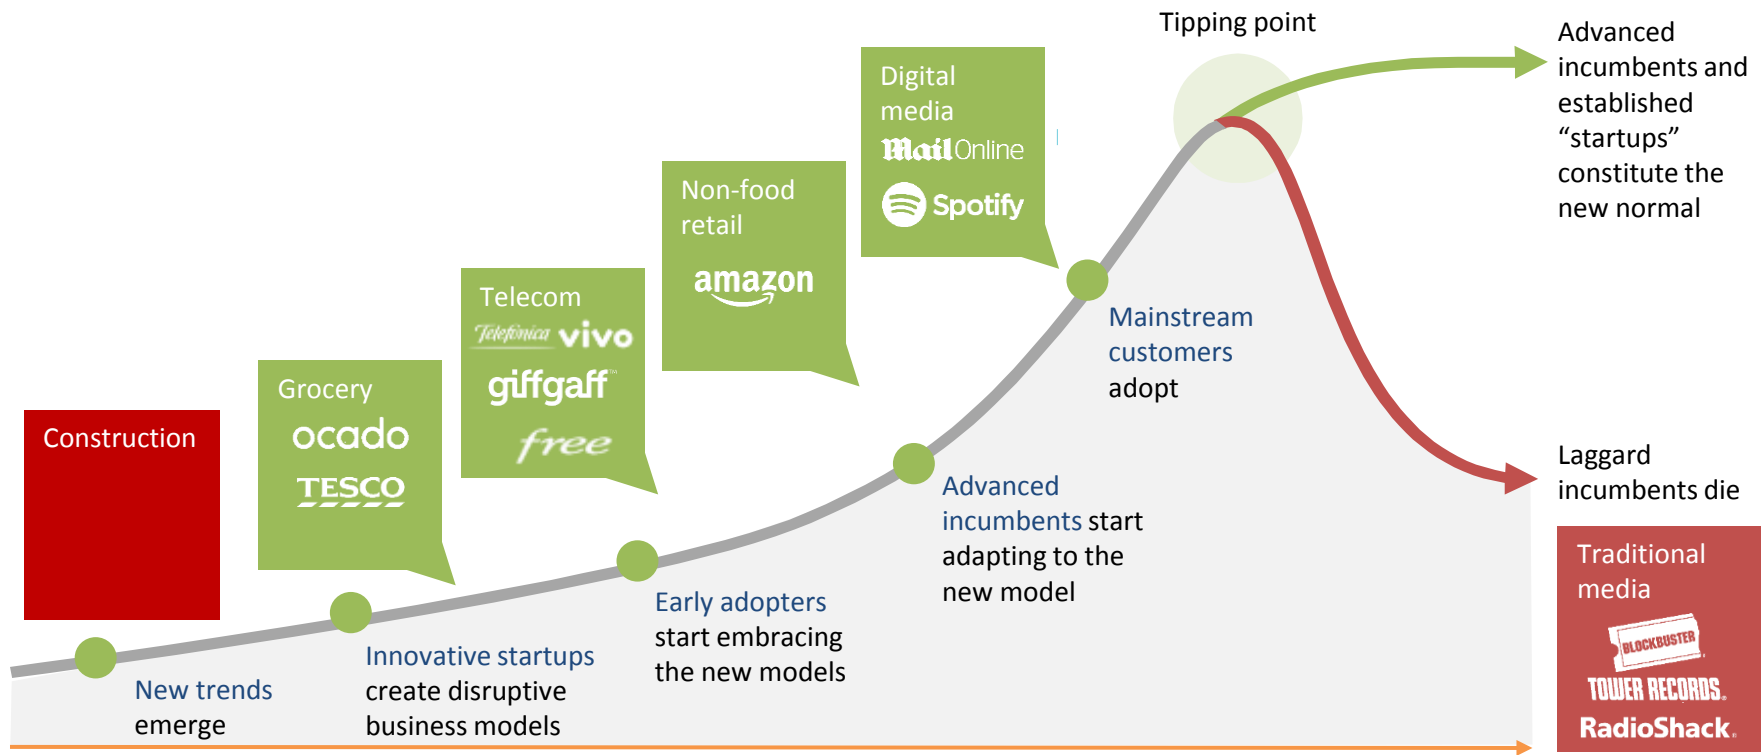 Tipping point
Advanced
incumbents and
established
“startups”
constitute the
new normal
Digital
media
Mail Online
Spotify
Non-food
retail
amazon
Telecom
Telefónica vivo
giffgaff™
free
Grocery
ocado
TESCO
Construction
Mainstream
customers
adopt
Advanced
incumbents start
adapting to the
new model
Early adopters
start embracing
the new models
Innovative startups
create disruptive
business models
New trends
emerge
Laggard
incumbents die
Traditional
media
BLOCKBUSTER
TOWER RECORDS.
RadioShack.